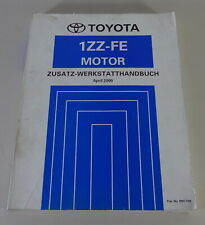 TOYOTA
1ZZ-FE
MOTOR
ZUSATZ-WERKSTATTHANDBUCH
April 2000